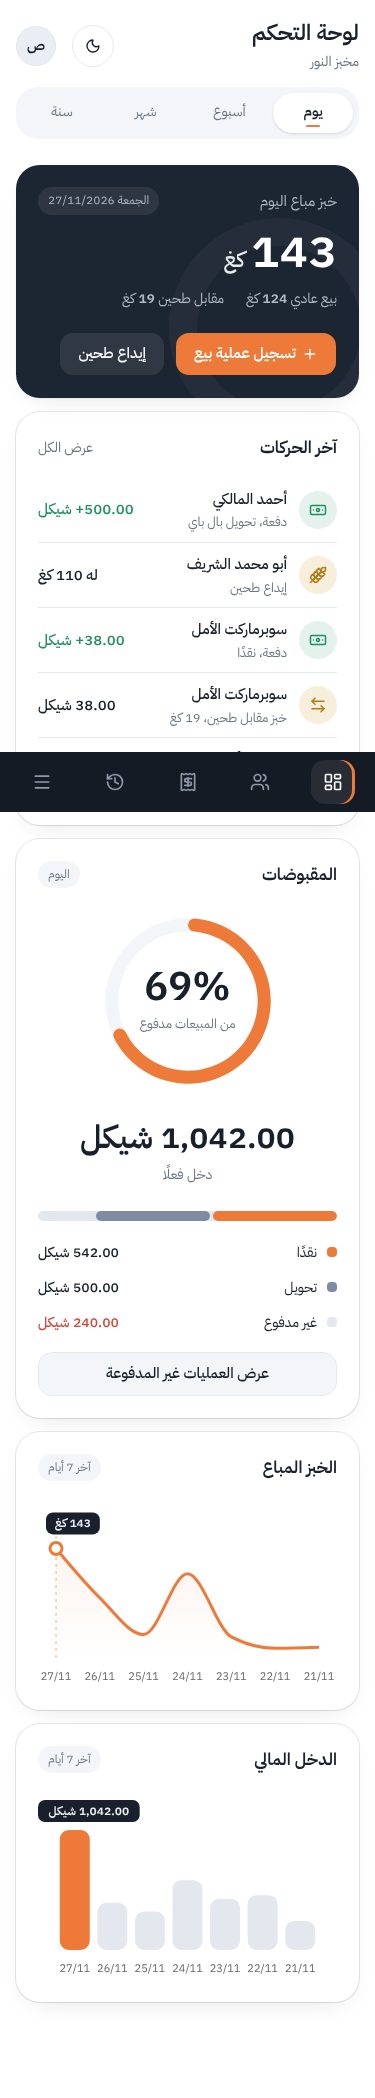 لوحة التحكم
مخبز النور
ص
يوم
أسبوع
شهر
سنة
خبز مباع اليوم
الجمعة 27/11/2026
143 كغ
بيع عادي 124 كغ
مقابل طحين 19 كغ
+ تسجيل عملية بيع
إيداع طحين
آخر الحركات
عرض الكل
أحمد المالكي
دفعة، تحويل بال باي
+500.00 شيكل
أبو محمد الشريف
إيداع طحين
له 110 كغ
سوبرماركت الأمل
دفعة، نقدًا
+38.00 شيكل
سوبرماركت الأمل
خبز مقابل طحين، 19 كغ
38.00 شيكل
المقبوضات
اليوم
69%
من المبيعات مدفوع
1,042.00 شيكل
دخل فعلًا
نقدًا
542.00 شيكل
تحويل
500.00 شيكل
غير مدفوع
240.00 شيكل
عرض العمليات غير المدفوعة
الخبز المباع
آخر 7 أيام
143 كغ
21/11
22/11
23/11
24/11
25/11
26/11
27/11
الدخل المالي
آخر 7 أيام
1,042.00 شيكل
21/11
22/11
23/11
24/11
25/11
26/11
27/11